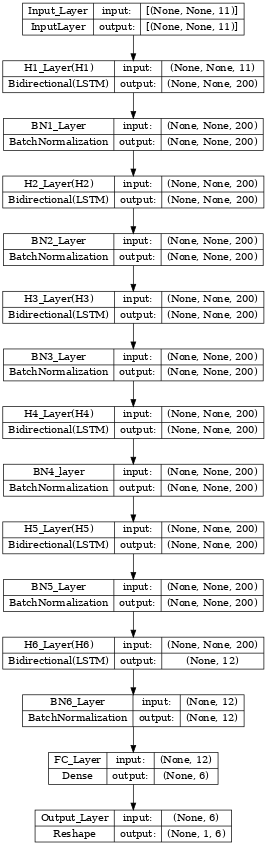 Input_Layer input: [(None, None, 11)]
InputLayer output: [(None, None, 11)]
H1_Layer(H1) input: (None, None, 11)
Bidirectional(LSTM) output: (None, None, 200)
BN1_Layer input: (None, None, 200)
BatchNormalization output: (None, None, 200)
H2_Layer(H2) input: (None, None, 200)
Bidirectional(LSTM) output: (None, None, 200)
BN2_Layer input: (None, None, 200)
BatchNormalization output: (None, None, 200)
H3_Layer(H3) input: (None, None, 200)
Bidirectional(LSTM) output: (None, None, 200)
BN3_Layer input: (None, None, 200)
BatchNormalization output: (None, None, 200)
H4_Layer(H4) input: (None, None, 200)
Bidirectional(LSTM) output: (None, None, 200)
BN4_layer input: (None, None, 200)
BatchNormalization output: (None, None, 200)
H5_Layer(H5) input: (None, None, 200)
Bidirectional(LSTM) output: (None, None, 200)
BN5_Layer input: (None, None, 200)
BatchNormalization output: (None, None, 200)
H6_Layer(H6) input: (None, None, 200)
Bidirectional(LSTM) output: (None, 12)
BN6_Layer input: (None, 12)
BatchNormalization output: (None, 12)
FC_Layer input: (None, 12)
Dense output: (None, 6)
Output_Layer input: (None, 6)
Reshape output: (None, 1, 6)